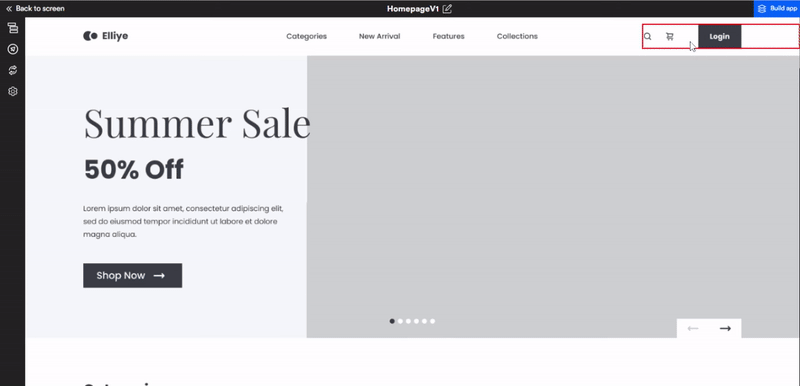 Back to screen
HomepageV1
Build app
Elliye
Categories New Arrival Features Collections
Login
Summer Sale
50% Off
Lorem ipsum dolor sit amet, consectetur adipiscing elit,
sed do eiusmod tempor incididunt ut labore et dolore
magna aliqua.
Shop Now